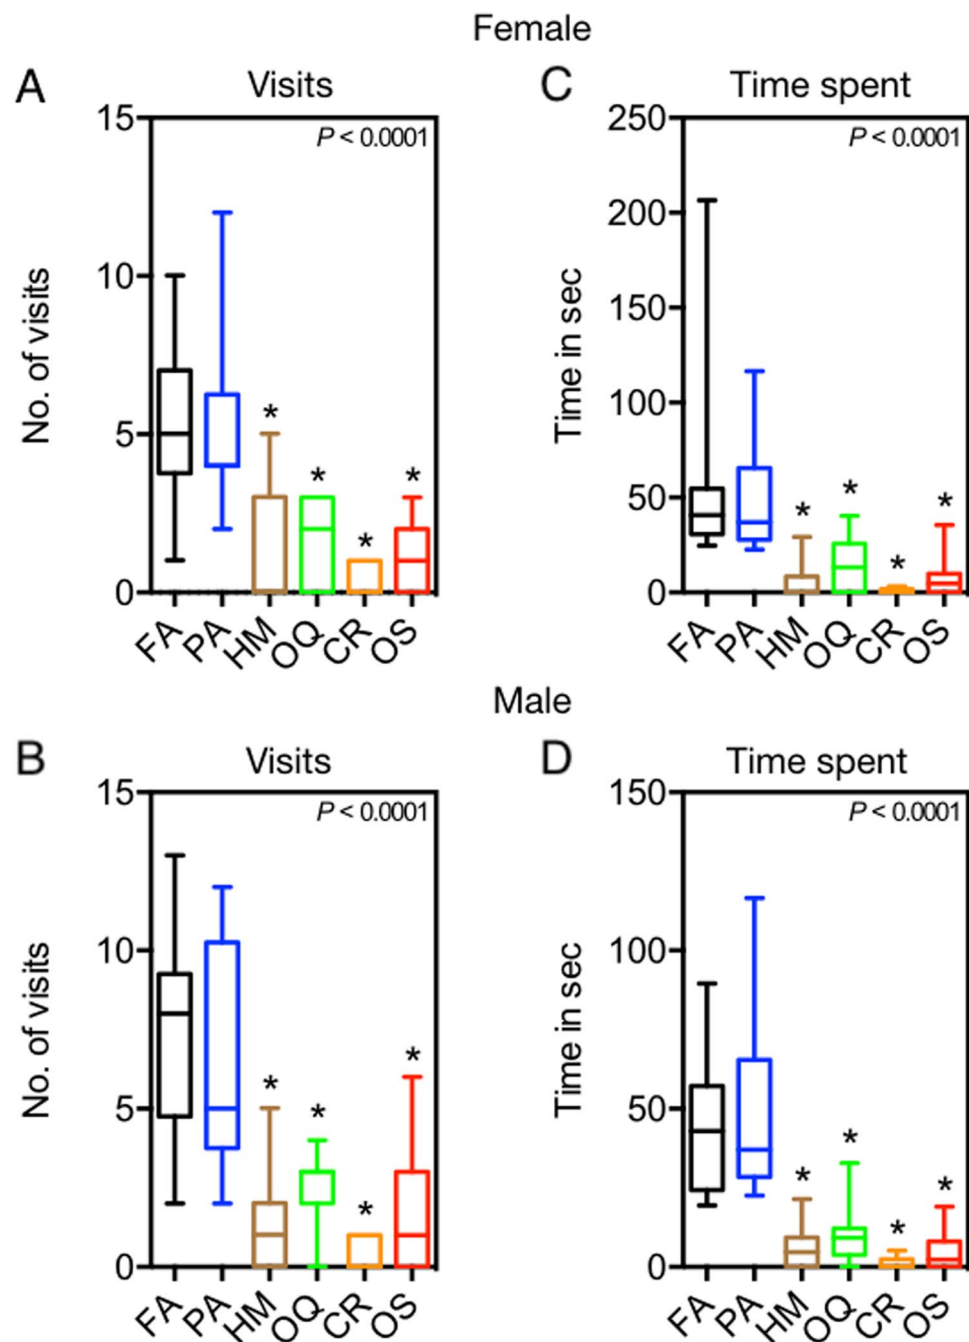 Female
A
Visits
P < 0.0001
15
10
5
0
No. of visits
FA
PA
HM
*
OQ
*
CR
*
OS
*
C
Time spent
P < 0.0001
250
200
150
100
50
0
Time in sec
FA
PA
HM
*
OQ
*
CR
*
OS
*
Male
B
Visits
P < 0.0001
15
10
5
0
No. of visits
FA
PA
HM
*
OQ
*
CR
*
OS
*
D
Time spent
P < 0.0001
150
100
50
0
Time in sec
FA
PA
HM
*
OQ
*
CR
*
OS
*